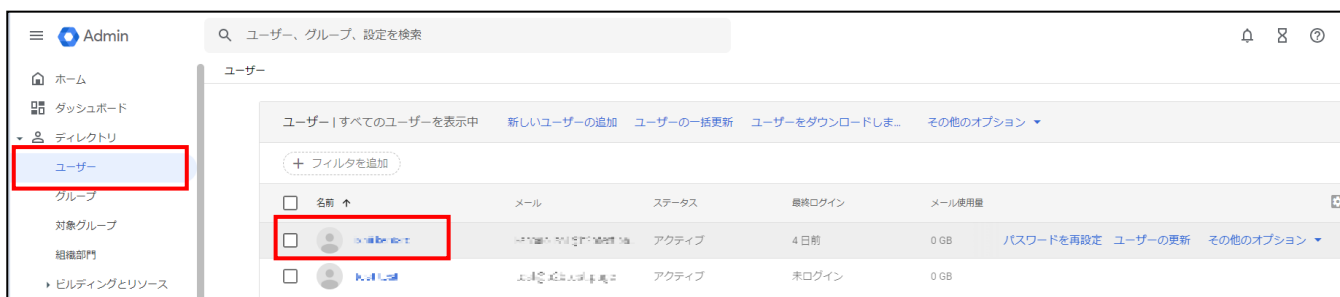 Admin
ユーザー、グループ、設定を検索
ホーム
ダッシュボード
ディレクトリ
ユーザー
グループ
対象グループ
組織部門
ビルディングとリソース
ユーザー
ユーザー | すべてのユーザーを表示中 新しいユーザーの追加 ユーザーの一括更新 ユーザーをダウンロードしま... その他のオプション
+ フィルタを追加
名前 ↑ メール ステータス 最終ログイン メール使用量
アクティブ 4 日前 0 GB パスワードを再設定 ユーザーの更新 その他のオプション
アクティブ 未ログイン 0 GB